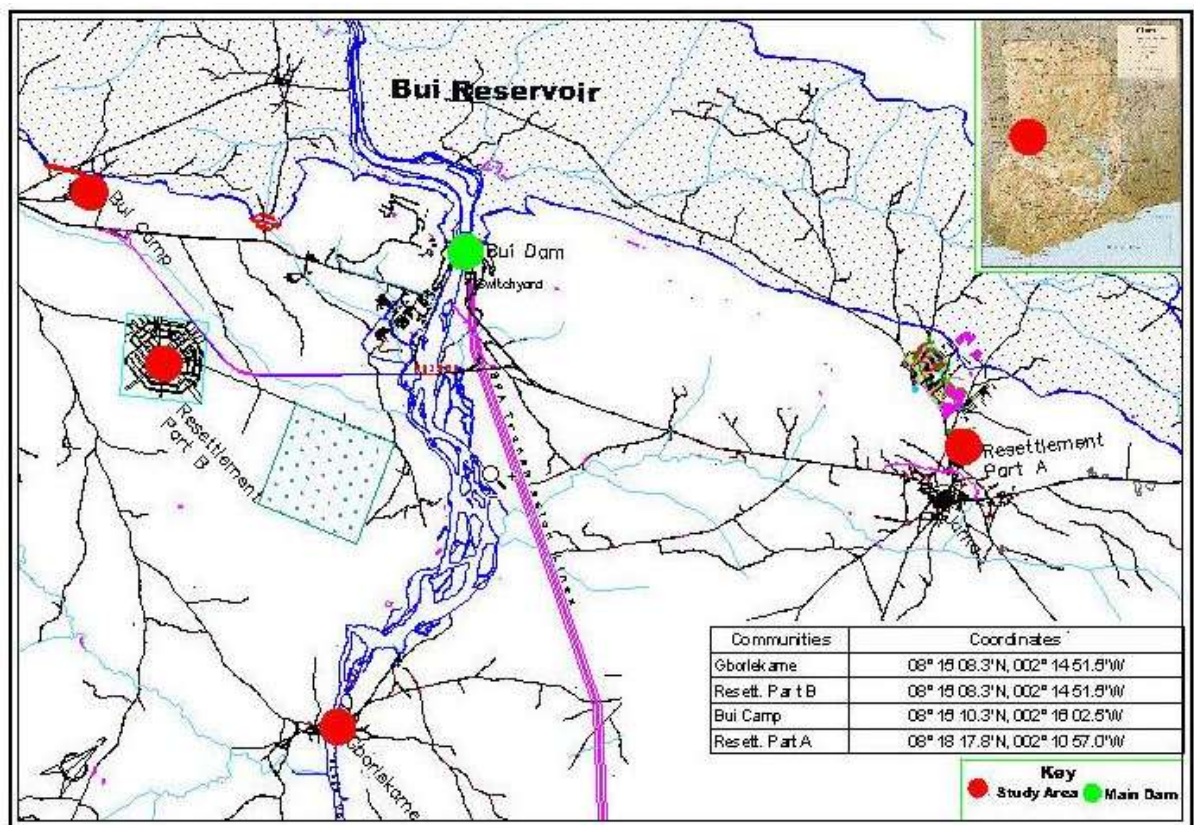 Bui Reservoir
Bui Camp
Bui Dam
Switchyard
Resettlement
Part B
Resettlement
Part A
Gborlekame
Communities Coordinates
Gborlekame 08° 15 08.3'N, 002° 14 51.5"W
Resett. Part B 08° 15 08.3'N, 002° 14 51.5"W
Bui Camp 08° 15 10.3'N, 002° 16 02.5"W
Resett. Part A 08° 18 17.8'N, 002° 10 57.0"W
Key
Study Area Main Dam